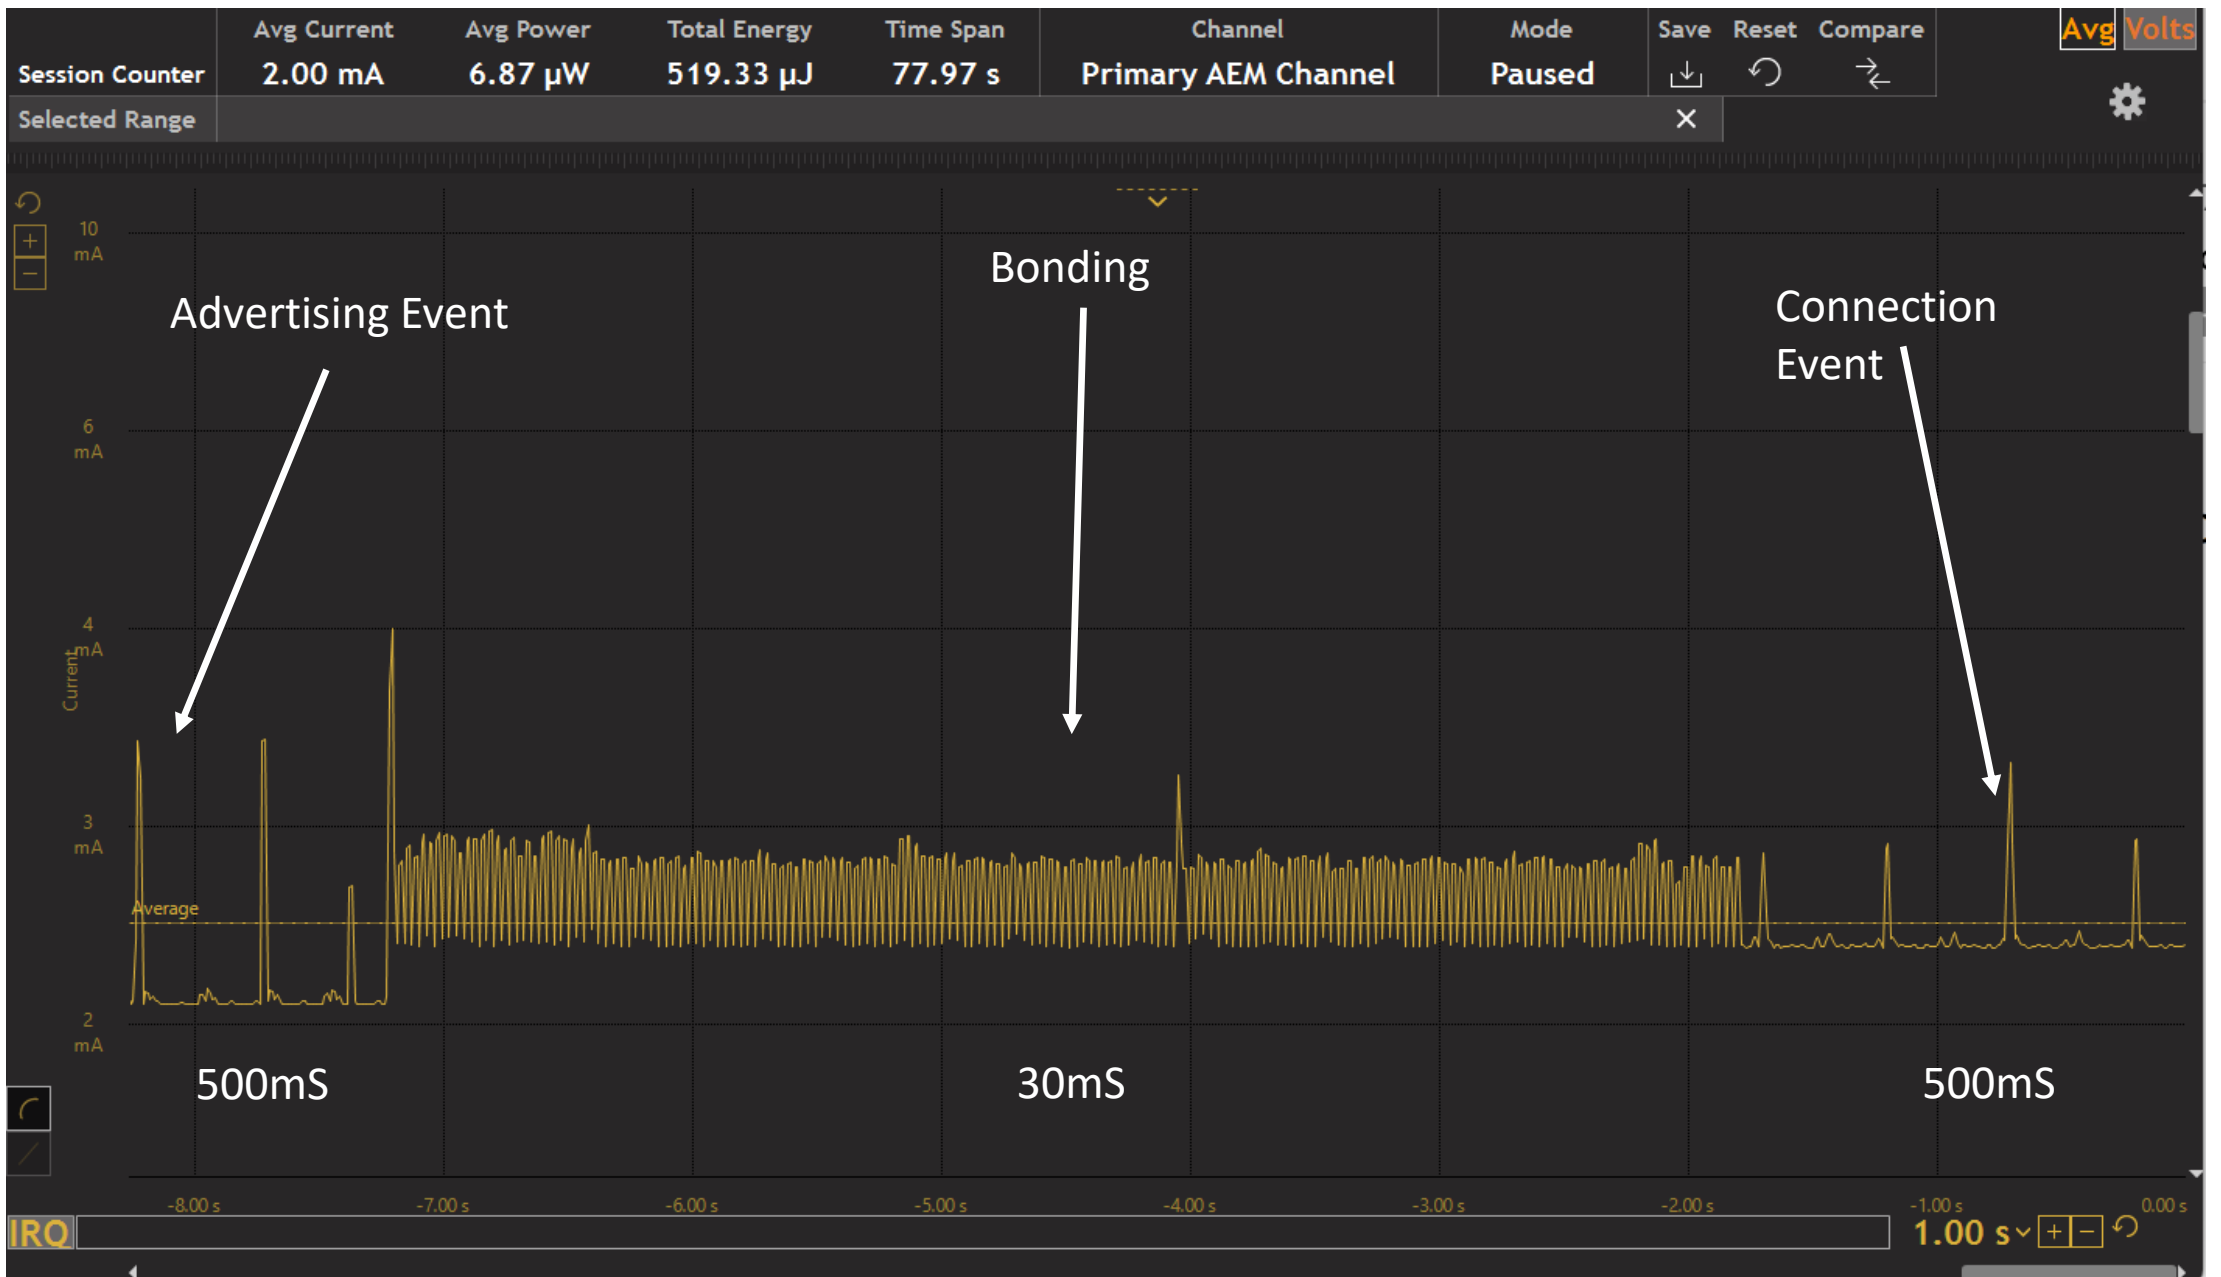 Avg Current Avg Power Total Energy Time Span Channel Mode Save Reset Compare Avg Volts
Session Counter 2.00 mA 6.87 µW 519.33 µJ 77.97 s Primary AEM Channel Paused
Selected Range
10
mA
Bonding
Advertising Event
Connection
Event
6
mA
4
mA
Current
3
mA
Average
2
mA
500mS 30mS 500mS
-8.00 s -7.00 s -6.00 s -5.00 s -4.00 s -3.00 s -2.00 s -1.00 s 0.00 s
IRQ 1.00 s